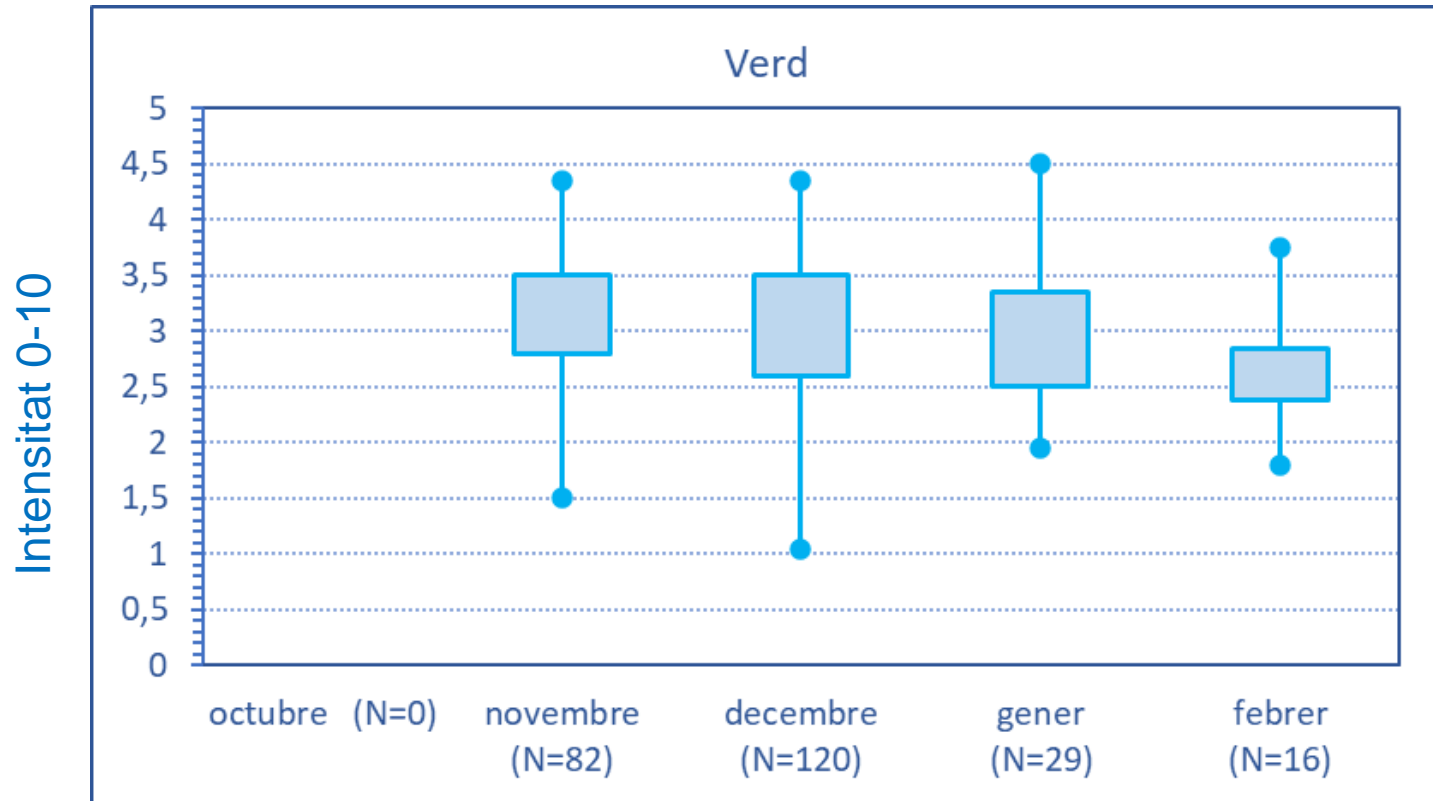 Verd
Intensitat 0-10
5
4,5
4
3,5
3
2,5
2
1,5
1
0,5
0
octubre (N=0)
novembre
(N=82)
decembre
(N=120)
gener
(N=29)
febrer
(N=16)